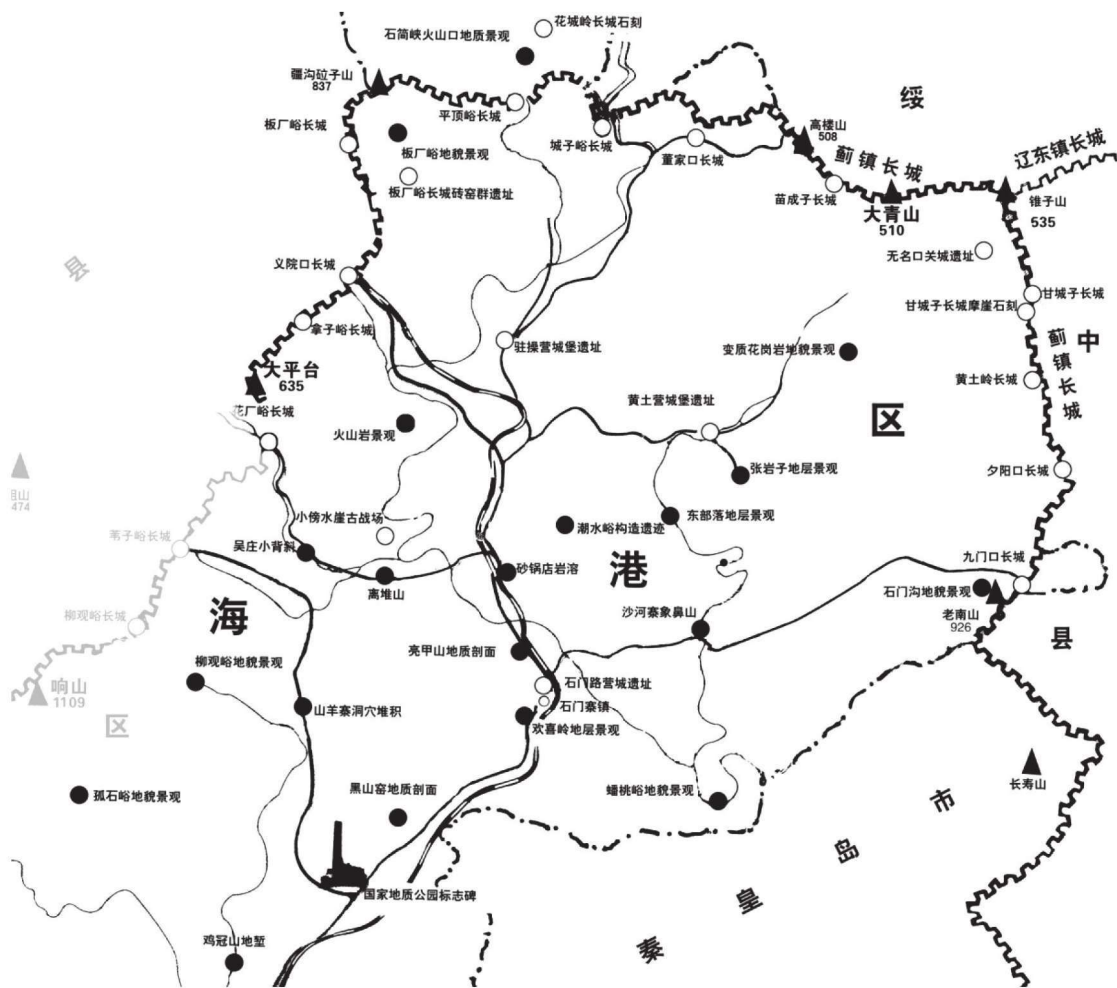 花城岭长城石刻
石简峡火山口地质景观
疆沟砬子山
837
平顶峪长城
板厂峪长城
板厂峪地貌景观
板厂峪长城砖窑群遗址
城子峪长城
董家口长城
高楼山
508
绥
蓟镇长城
辽东镇长城
苗成子长城
大青山
510
锥子山
535
无名口关城遗址
县
义院口长城
甘城子长城
甘城子长城摩崖石刻
拿子峪长城
驻操营城堡遗址
变质花岗岩地貌景观
中
蓟镇长城
大平台
635
黄土岭长城
花厂峪长城
黄土营城堡遗址
区
火山岩景观
张岩子地层景观
夕阳口长城
祖山
474
小傍水崖古战场
潮水峪构造遗迹
东部落地层景观
苇子峪长城
吴庄小背斜
九门口长城
离堆山
砂锅店岩溶
港
石门沟地貌景观
老南山
926
柳观峪长城
海
沙河寨象鼻山
县
亮甲山地质剖面
柳观峪地貌景观
响山
1109
石门路营城遗址
石门寨镇
区
山羊寨洞穴堆积
欢喜岭地层景观
长寿山
孤石峪地貌景观
黑山窑地质剖面
蟠桃峪地貌景观
秦皇岛市
国家地质公园标志碑
鸡冠山地堑